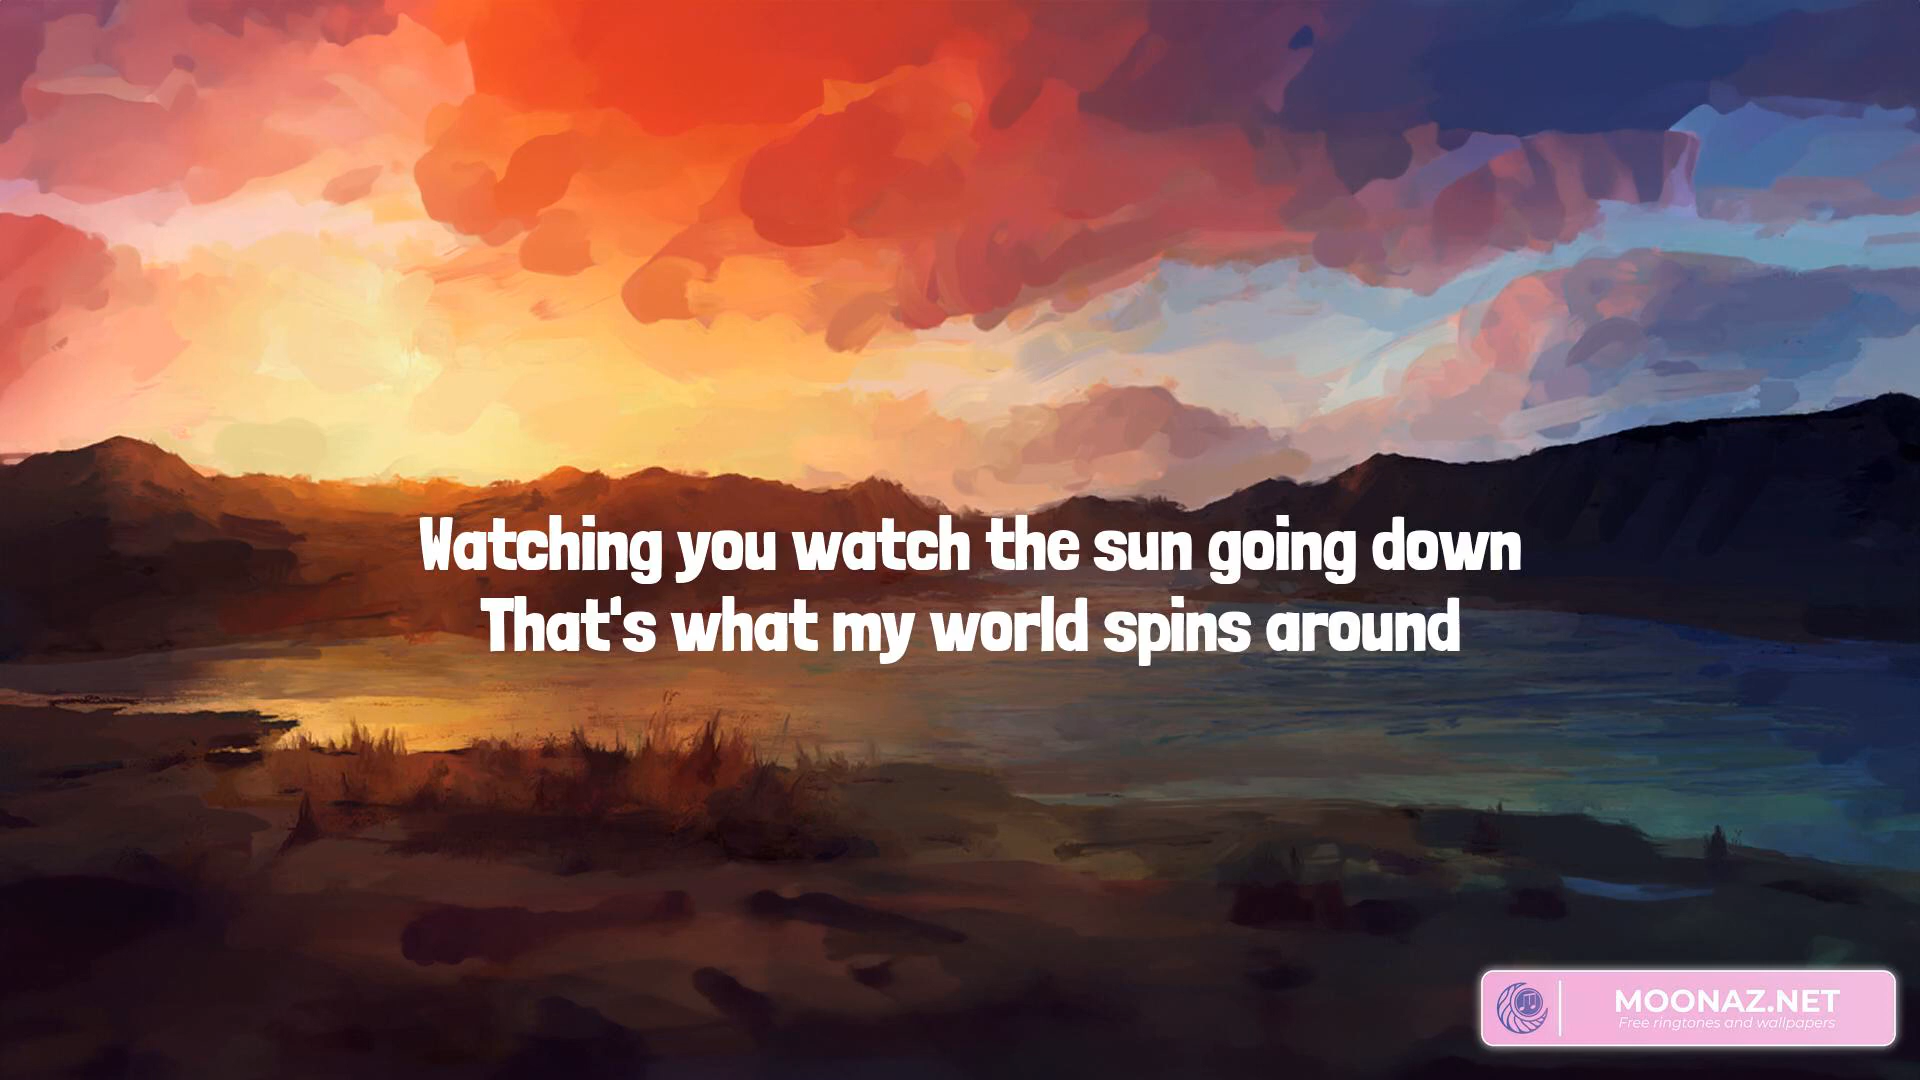 Watching you watch the sun going down
That's what my world spins around
MOONAZ.NET
Free ringtones and wallpapers